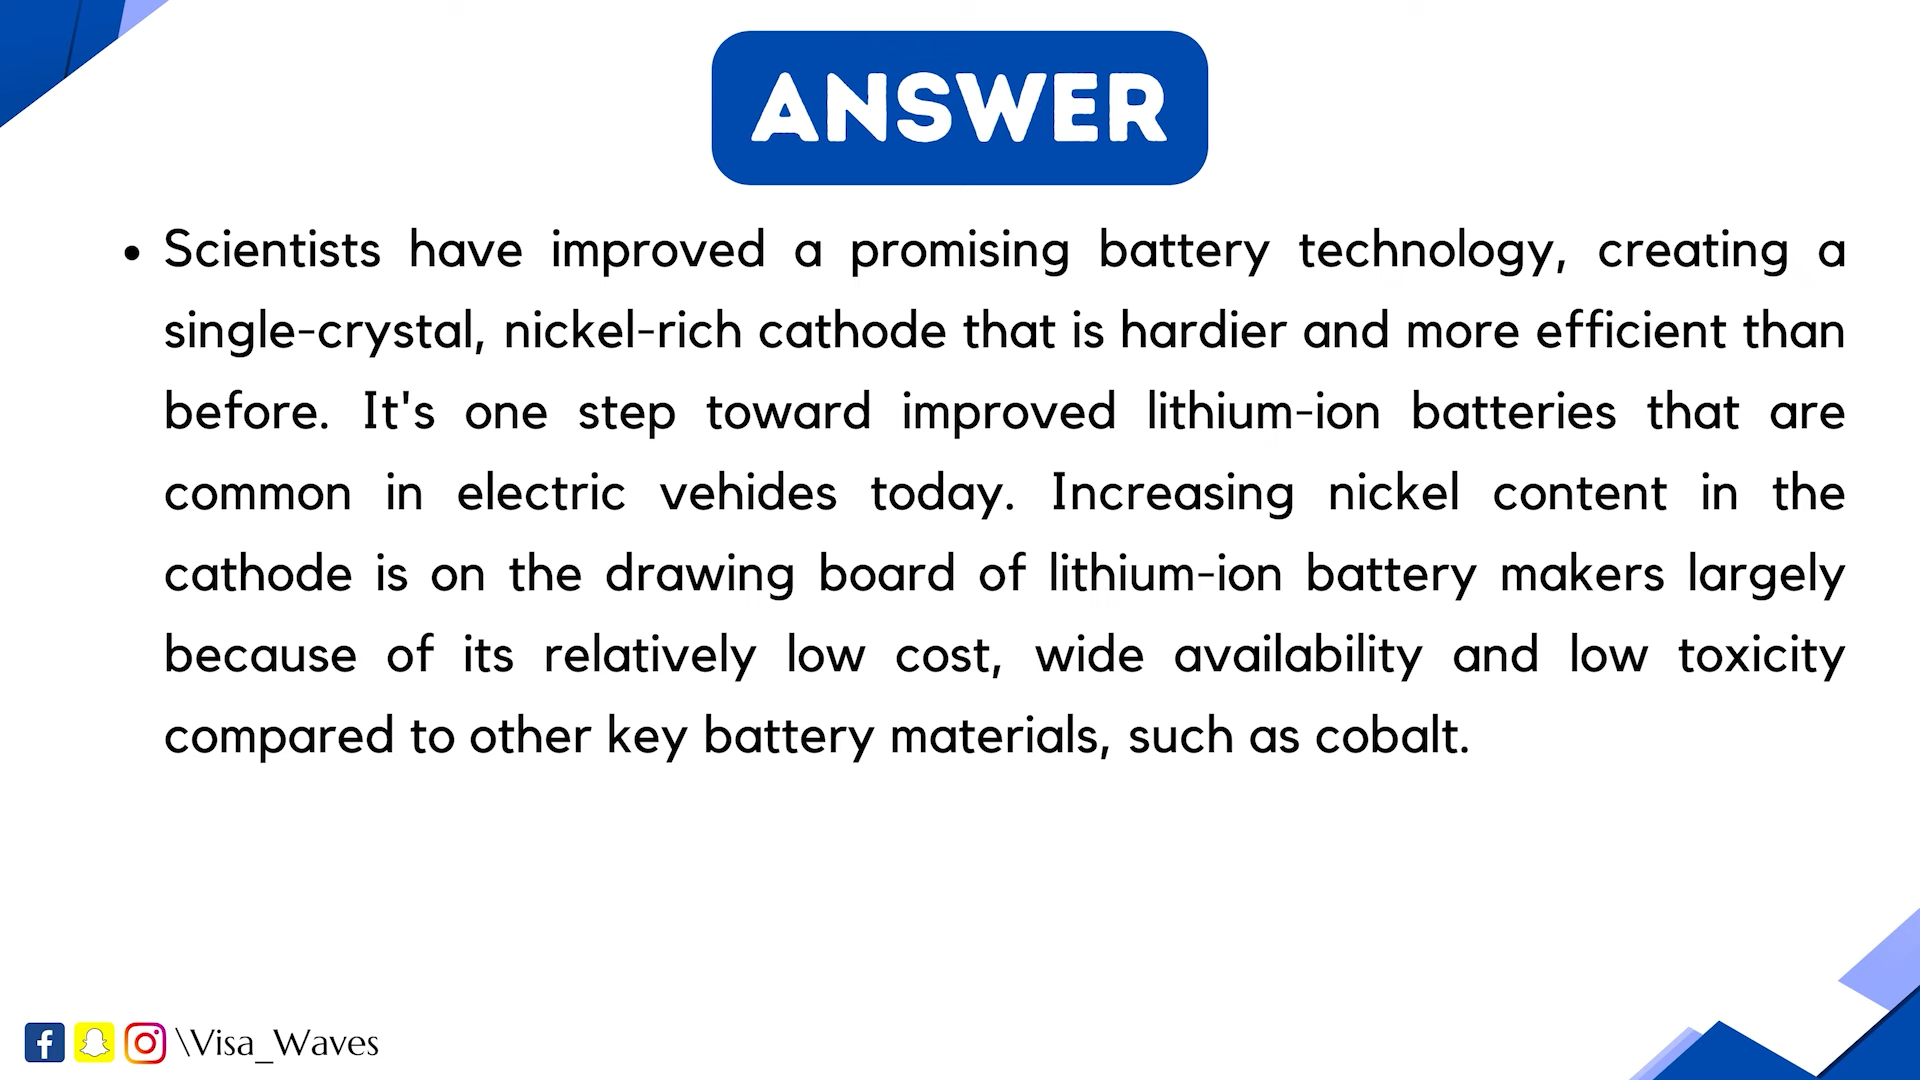 ANSWER
• Scientists have improved a promising battery technology, creating a
single-crystal, nickel-rich cathode that is hardier and more efficient than
before. It's one step toward improved lithium-ion batteries that are
common in electric vehides today. Increasing nickel content in the
cathode is on the drawing board of lithium-ion battery makers largely
because of its relatively low cost, wide availability and low toxicity
compared to other key battery materials, such as cobalt.
\Visa_Waves